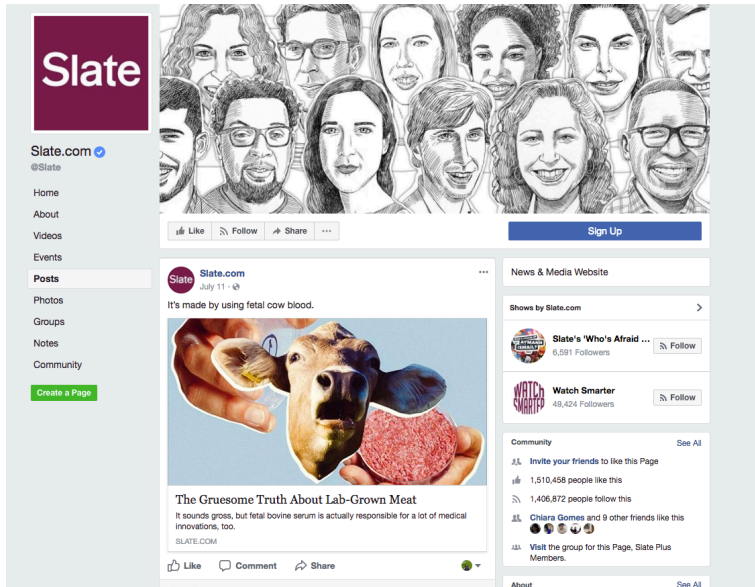 Slate
Slate.com
@Slate
Home
About
Videos
Events
Posts
Photos
Groups
Notes
Community
Create a Page
Like
Follow
Share
Sign Up
Slate
Slate.com
July 11 ·
It's made by using fetal cow blood.
The Gruesome Truth About Lab-Grown Meat
It sounds gross, but fetal bovine serum is actually responsible for a lot of medical
innovations, too.
SLATE.COM
Like
Comment
Share
News & Media Website
Shows by Slate.com
Slate's 'Who's Afraid ...
6,591 Followers
Follow
WATCH
SMARTER
Watch Smarter
49,424 Followers
Follow
Community
See All
Invite your friends to like this Page
1,510,458 people like this
1,406,872 people follow this
Chiara Gomes and 9 other friends like this
Visit the group for this Page, Slate Plus
Members.
About
See All